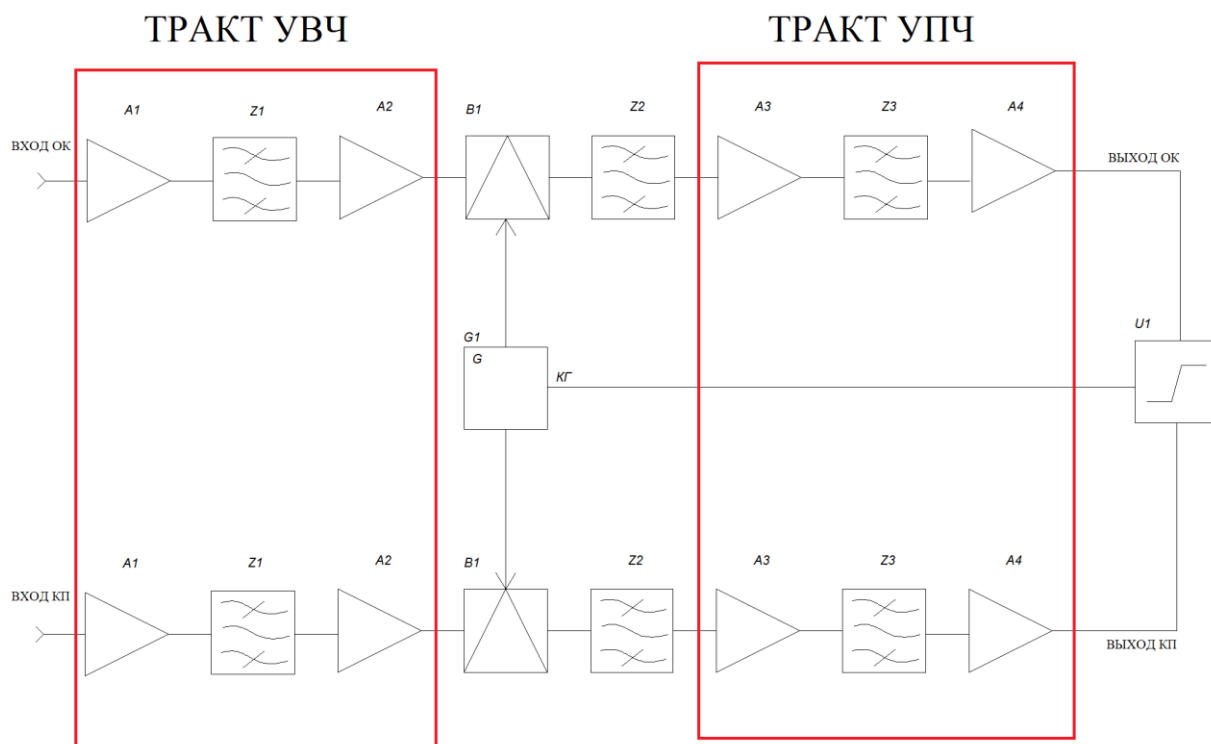 ТРАКТ УВЧ
ТРАКТ УПЧ
A1
Z1
A2
B1
Z2
A3
Z3
A4
ВХОД ОК
ВЫХОД ОК
G1
G
КГ
U1
A1
Z1
A2
B1
Z2
A3
Z3
A4
ВХОД КП
ВЫХОД КП